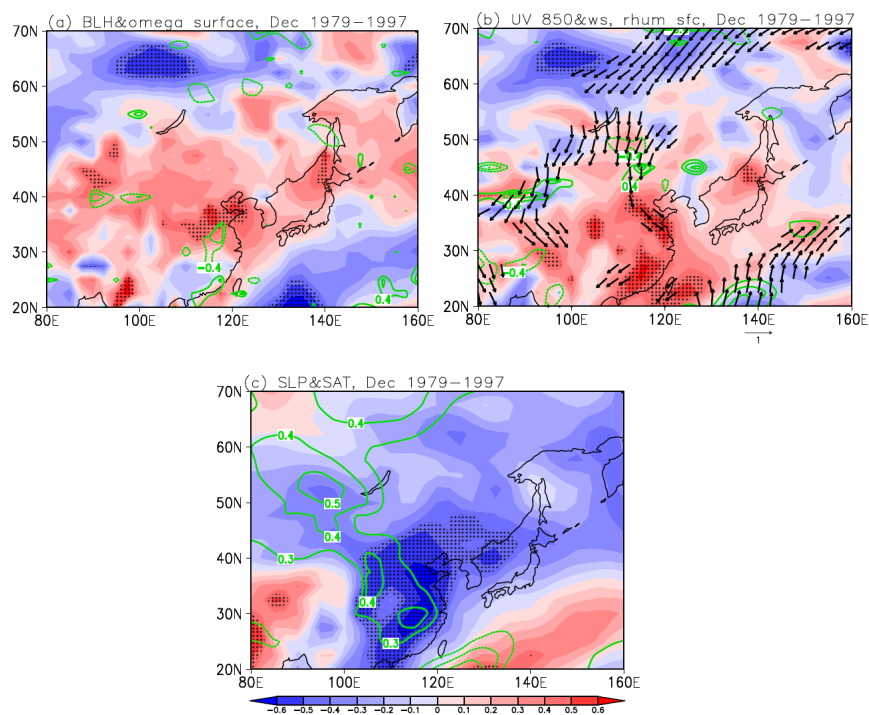 (a) BLH&omega surface, Dec 1979−1997
(b) UV 850&ws, rhum sfc, Dec 1979−1997
70N
60N
50N
40N
30N
20N
80E
100E
120E
140E
160E
−0.4
0.4
70N
60N
50N
40N
30N
20N
80E
100E
120E
140E
160E
0.4
−0.4
1
(c) SLP&SAT, Dec 1979−1997
70N
60N
50N
40N
30N
20N
80E
100E
120E
140E
160E
0.4
0.4
0.5
0.4
0.3
0.4
0.3
−0.6 −0.5 −0.4 −0.3 −0.2 −0.1 0 0.1 0.2 0.3 0.4 0.5 0.6